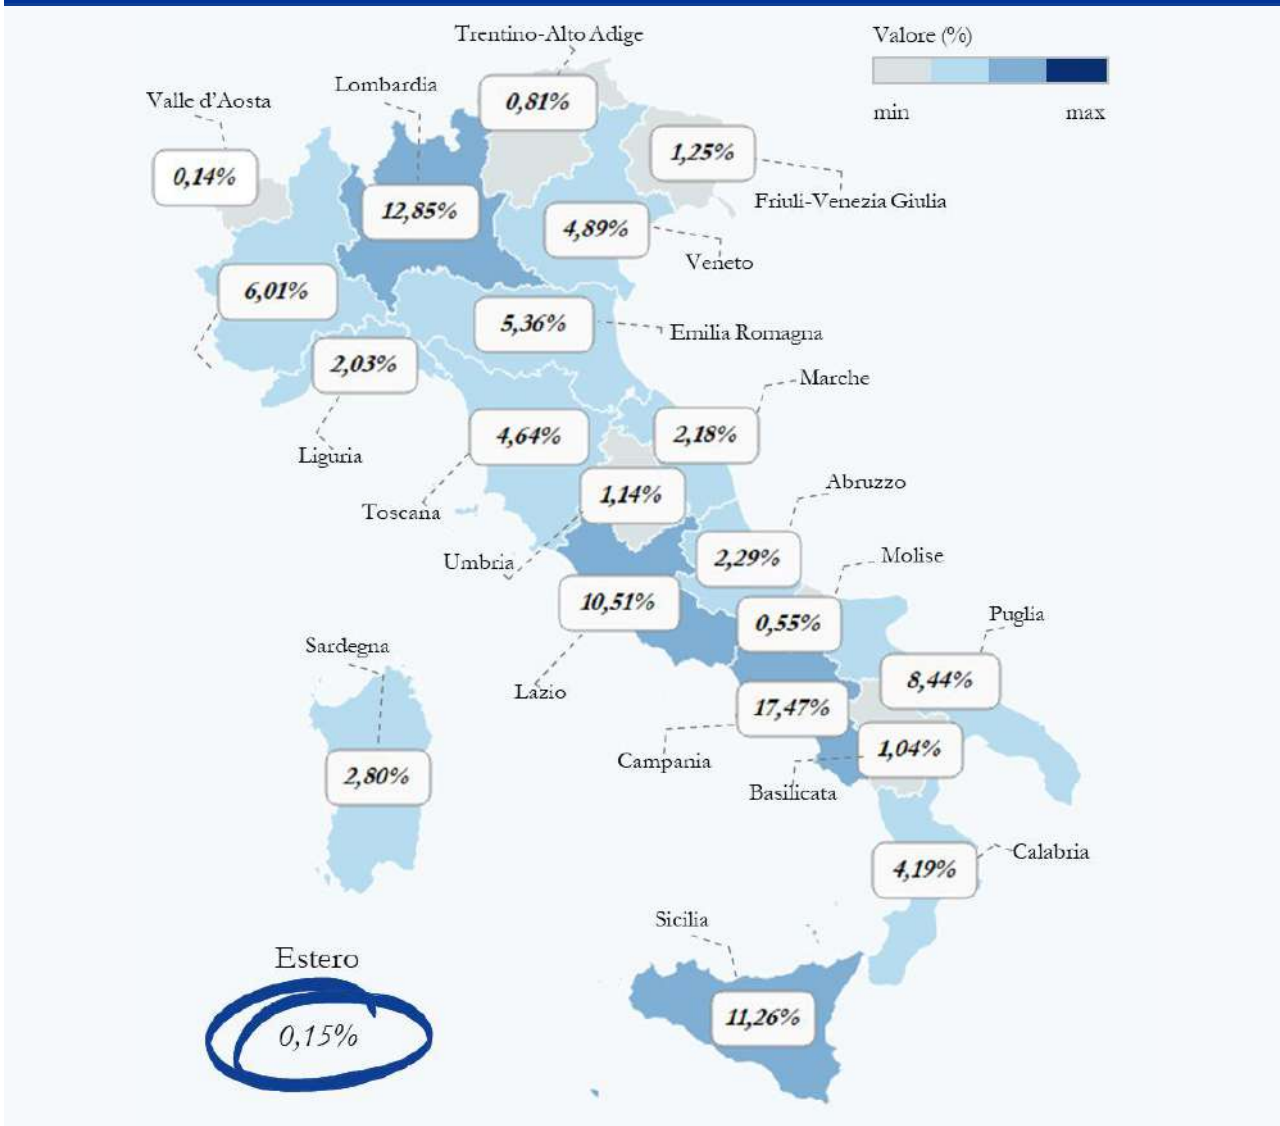 Trentino-Alto Adige
Valore (%)
min
max
Lombardia
Valle d'Aosta
0,81%
1,25%
0,14%
12,85%
Friuli-Venezia Giulia
4,89%
Veneto
6,01%
5,36%
Emilia Romagna
2,03%
Marche
4,64%
2,18%
Liguria
1,14%
Abruzzo
Toscana
Umbria
2,29%
Molise
10,51%
0,55%
Puglia
Sardegna
Lazio
8,44%
17,47%
Campania
1,04%
2,80%
Basilicata
Calabria
4,19%
Sicilia
Estero
11,26%
0,15%